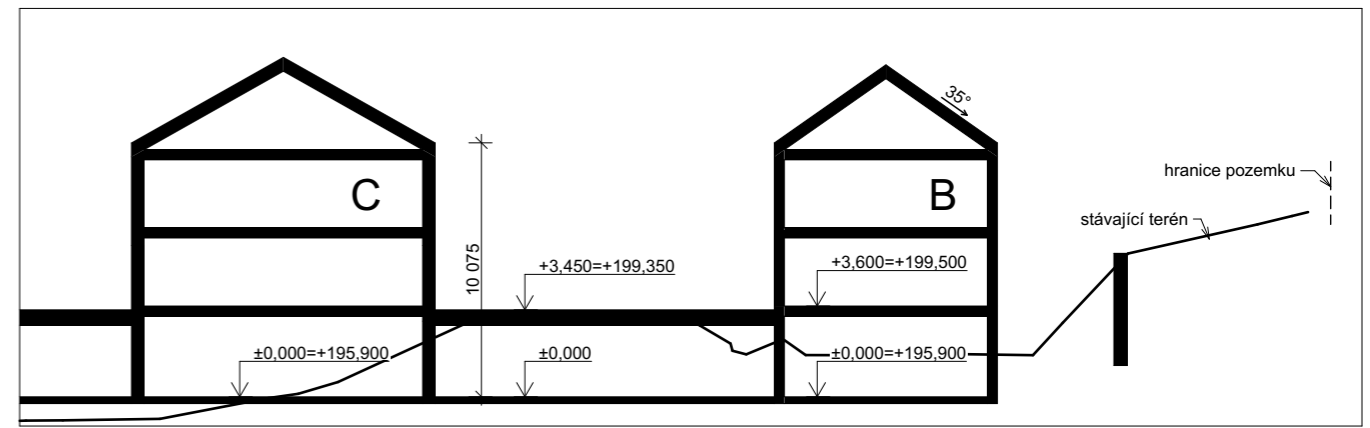 35°
hranice pozemku
C
B
stávající terén
10 075
+3,450=+199,350
+3,600=+199,500
±0,000=+195,900
±0,000
±0,000=+195,900